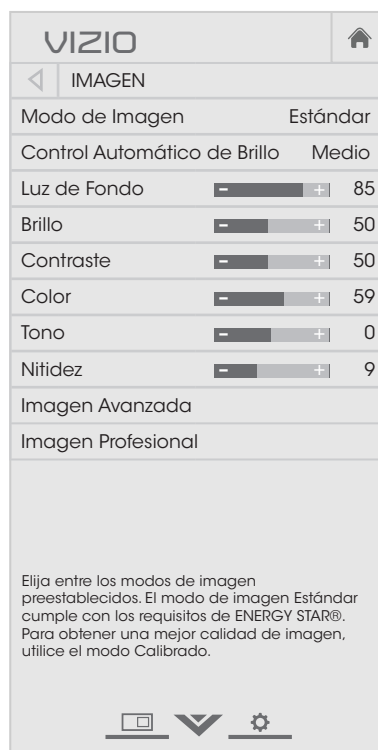 VIZIO
IMAGEN
Modo de Imagen Estándar
Control Automático de Brillo Medio
Luz de Fondo - + 85
Brillo - + 50
Contraste - + 50
Color - + 59
Tono - + 0
Nitidez - + 9
Imagen Avanzada
Imagen Profesional
Elija entre los modos de imagen
preestablecidos. El modo de imagen Estándar
cumple con los requisitos de ENERGY STAR®.
Para obtener una mejor calidad de imagen,
utilice el modo Calibrado.